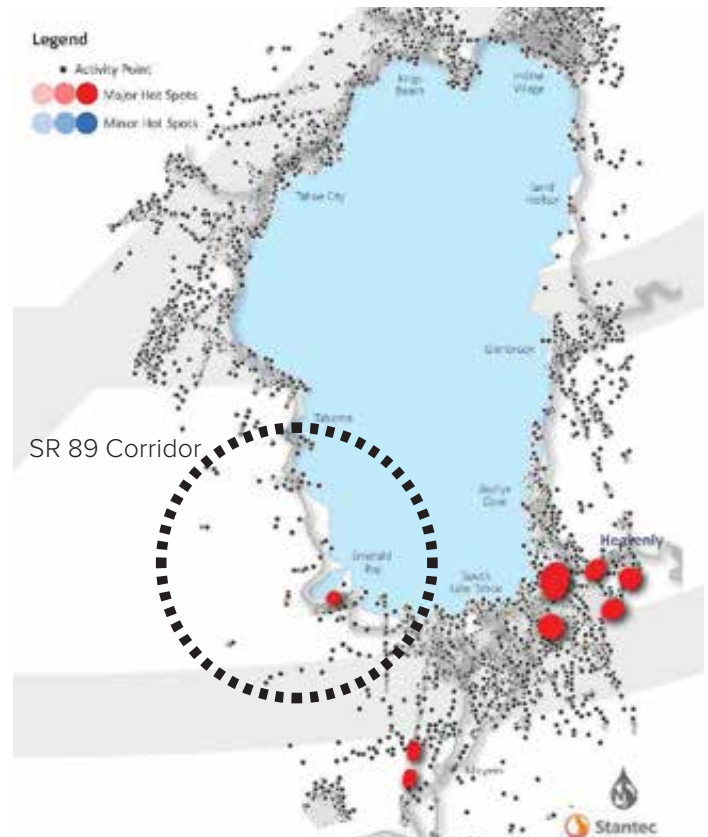 Legend
Activity Point
Major Hot Spots
Minor Hot Spots
Kings
Beach
Incline
Village
Sand
Harbor
Tahoe City
Glenbrook
Tahoma
SR 89 Corridor
Zephyr
Cove
Heavenly
Emerald
Bay
South
Lake Tahoe
Meyers
Stantec